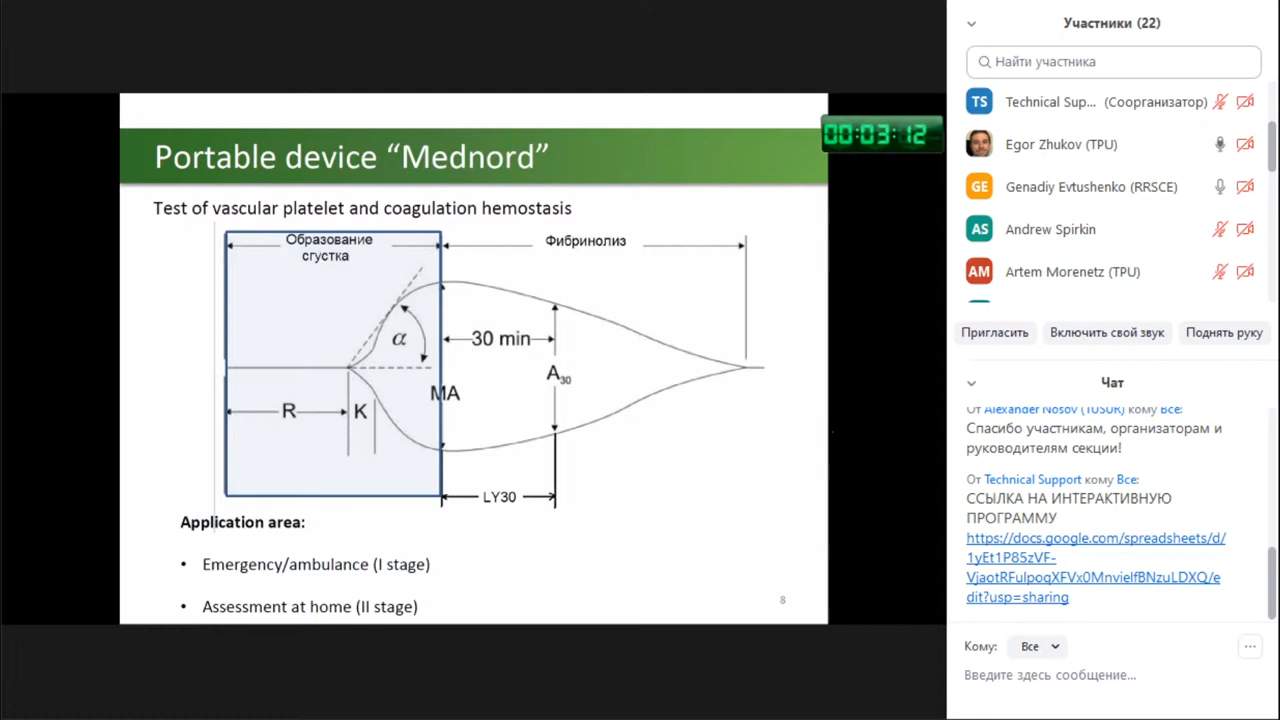 Portable device “Mednord”
00:03:12
Test of vascular platelet and coagulation hemostasis
Образование
сгустка
Фибринолиз
α
30 min
A30
MA
R
K
LY30
Application area:
• Emergency/ambulance (I stage)
• Assessment at home (II stage)
8
Участники (22)
Найти участника
TS Technical Sup... (Соорганизатор)
Egor Zhukov (TPU)
GE Genadiy Evtushenko (RRSCE)
AS Andrew Spirkin
AM Artem Morenetz (TPU)
Пригласить Включить свой звук Поднять руку
Чат
От Alexander Nosov (TUSUR) кому Все:
Спасибо участникам, организаторам и
руководителям секции!
От Technical Support кому Все:
ССЫЛКА НА ИНТЕРАКТИВНУЮ
ПРОГРАММУ
https://docs.google.com/spreadsheets/d/
1yEt1P85zVF-
VjaotRFulpoqXFVx0MnvielfBNzuLDXQ/e
dit?usp=sharing
Кому: Все
...
Введите здесь сообщение...